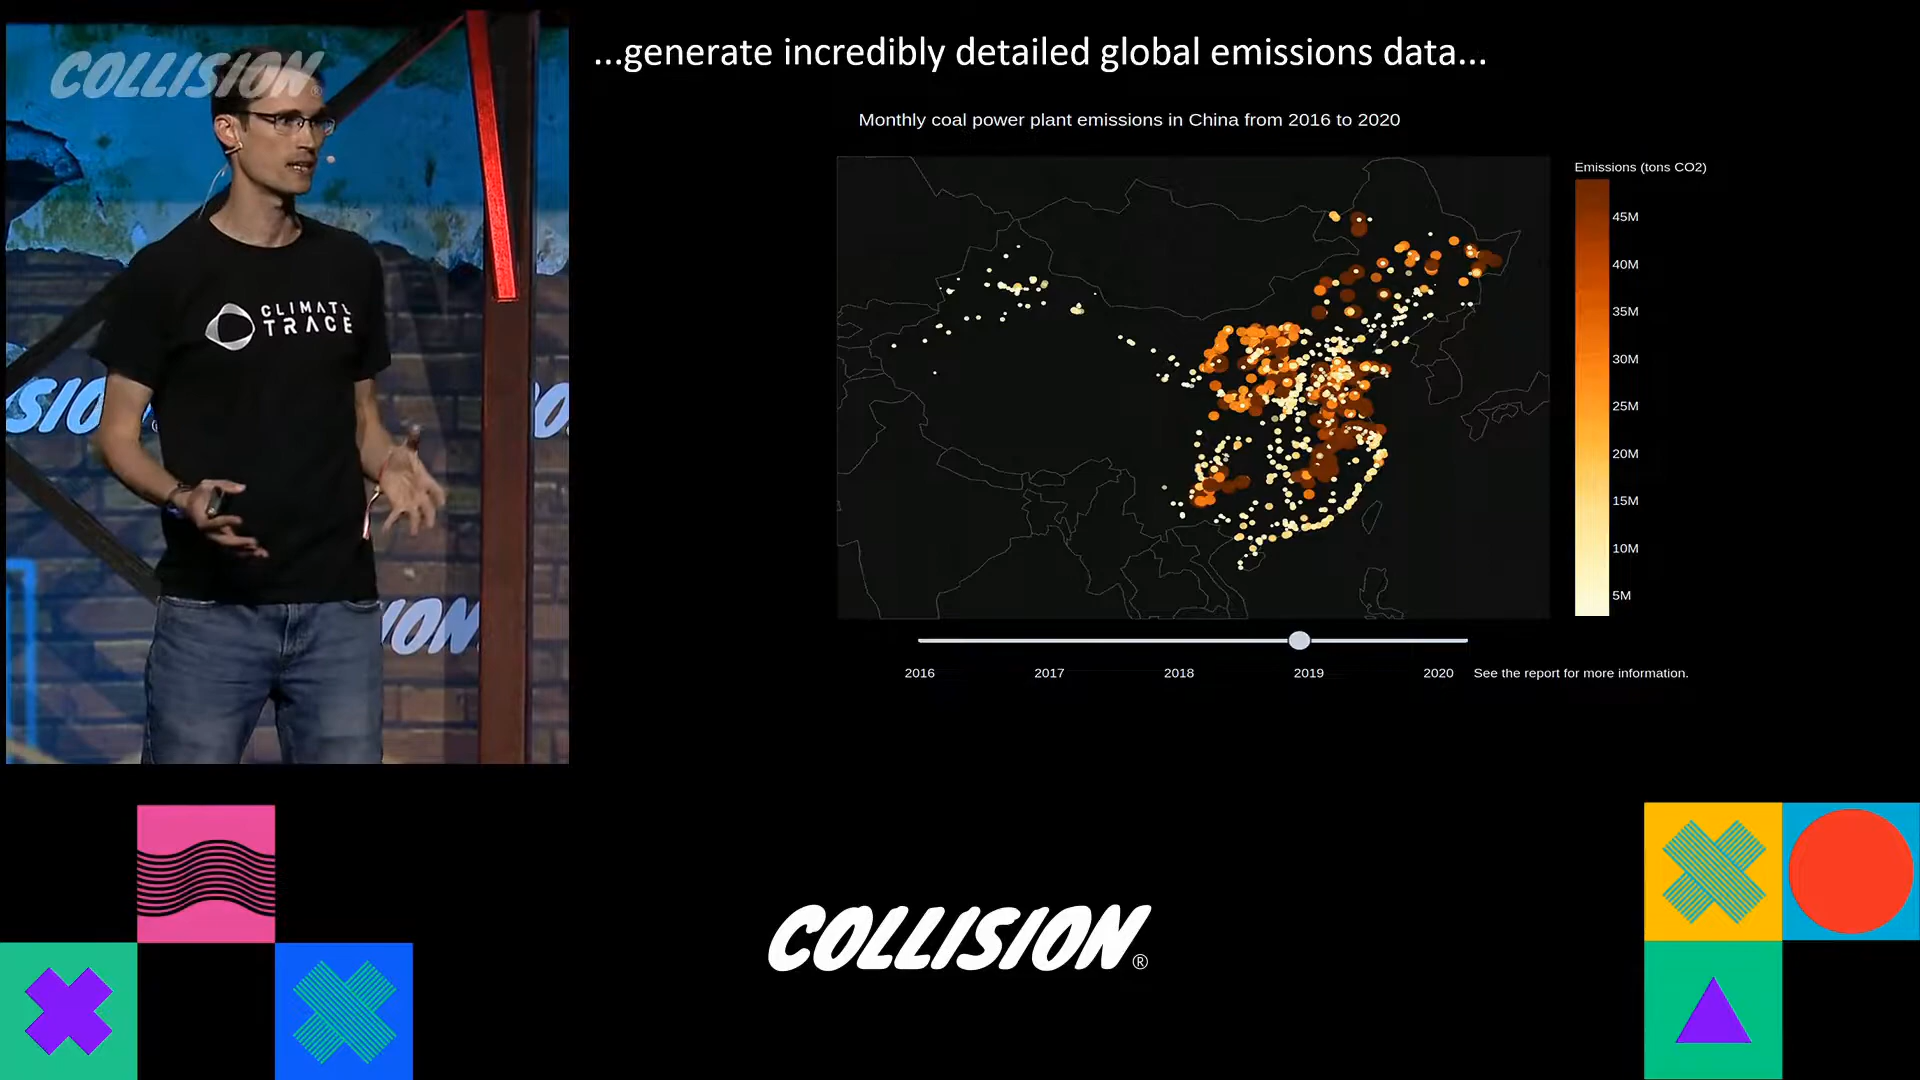 COLLISION®
...generate incredibly detailed global emissions data...
Monthly coal power plant emissions in China from 2016 to 2020
Emissions (tons CO2)
45M
40M
35M
30M
25M
20M
15M
10M
5M
CLIMATE
TRACE
2016 2017 2018 2019 2020 See the report for more information.
COLLISION®